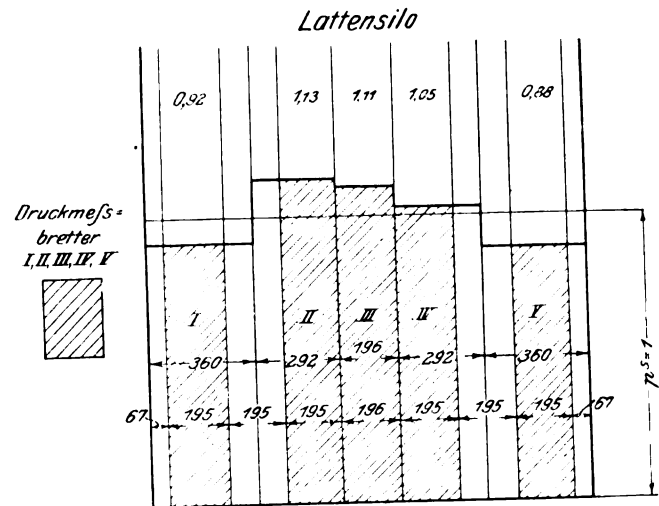 Lattensilo
0,92 1,13 1.11 1,05 0,88
Druckmeſs=
bretter
I, II, III, IV, V
I II III IV V
360 292 196 292 360
67 195 195 195 196 195 195 195 67
p^s=1